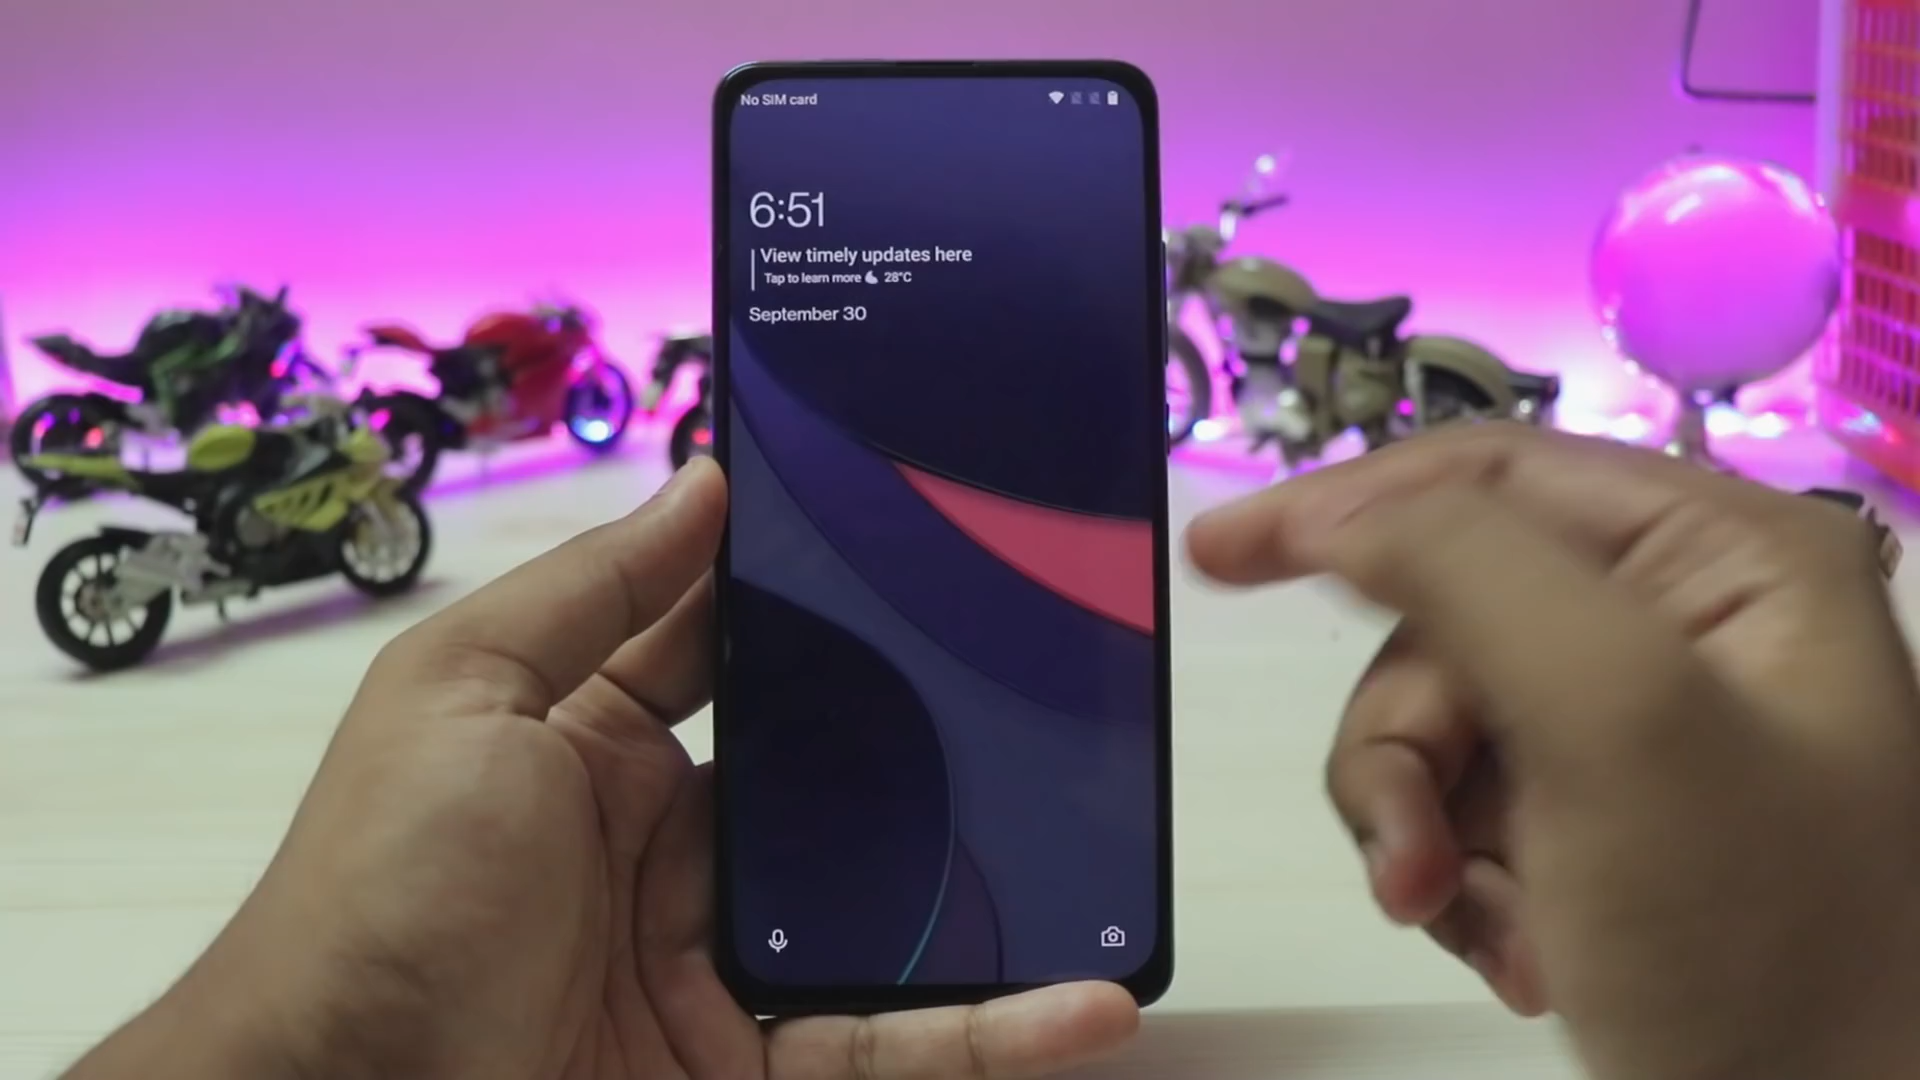 No SIM card
6:51
View timely updates here
Tap to learn more 28°C
September 30